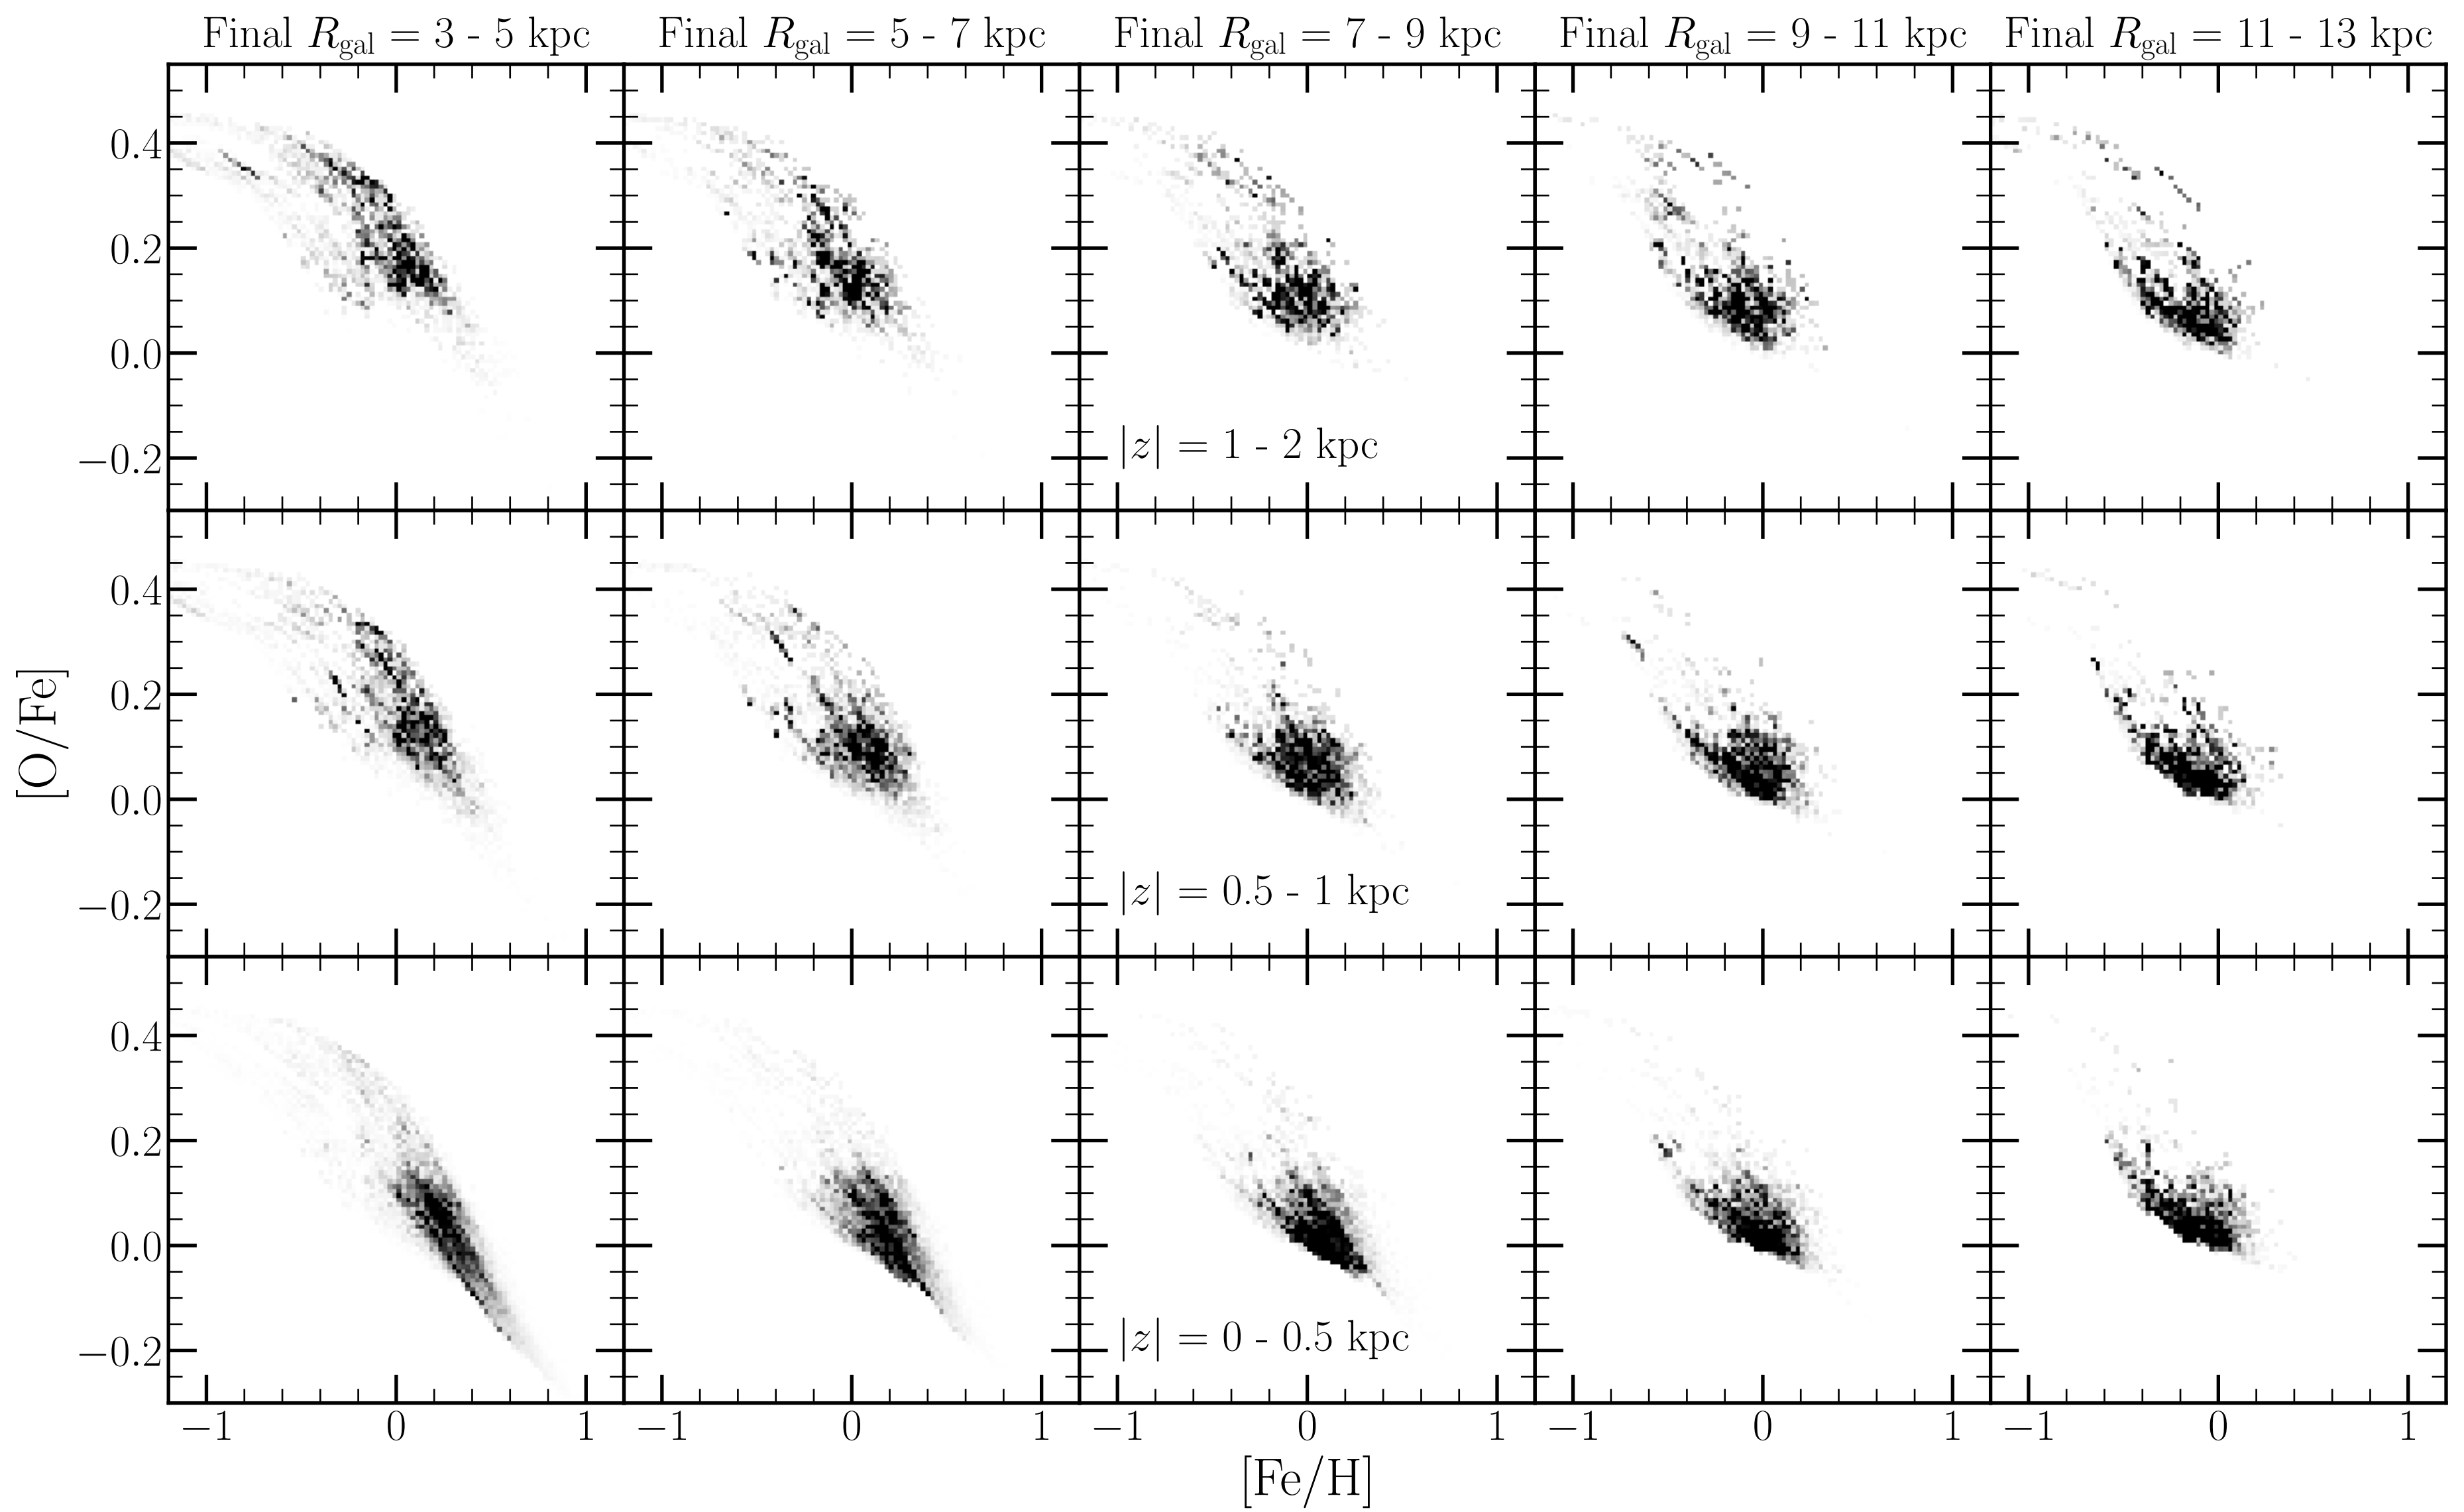 Final R_gal = 3 - 5 kpc
Final R_gal = 5 - 7 kpc
Final R_gal = 7 - 9 kpc
Final R_gal = 9 - 11 kpc
Final R_gal = 11 - 13 kpc
0.4
0.2
0.0
−0.2
|z| = 1 - 2 kpc
[O/Fe]
0.4
0.2
0.0
−0.2
|z| = 0.5 - 1 kpc
0.4
0.2
0.0
−0.2
|z| = 0 - 0.5 kpc
−1 0 1 −1 0 1 −1 0 1 −1 0 1 −1 0 1
[Fe/H]